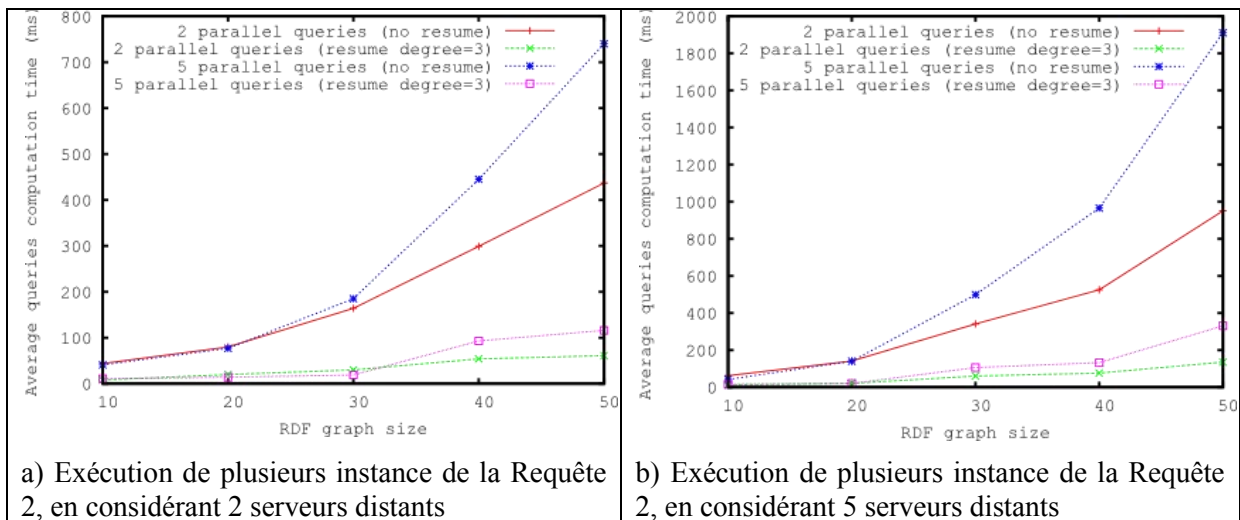 800
700
600
500
400
300
200
100
0
10
20
30
40
50
Average queries computation time (ms)
RDF graph size
2 parallel queries (no resume)
2 parallel queries (resume degree=3)
5 parallel queries (no resume)
5 parallel queries (resume degree=3)
a) Exécution de plusieurs instance de la Requête
2, en considérant 2 serveurs distants
2000
1800
1600
1400
1200
1000
800
600
400
200
0
10
20
30
40
50
Average queries computation time (ms)
RDF graph size
2 parallel queries (no resume)
2 parallel queries (resume degree=3)
5 parallel queries (no resume)
5 parallel queries (resume degree=3)
b) Exécution de plusieurs instance de la Requête
2, en considérant 5 serveurs distants